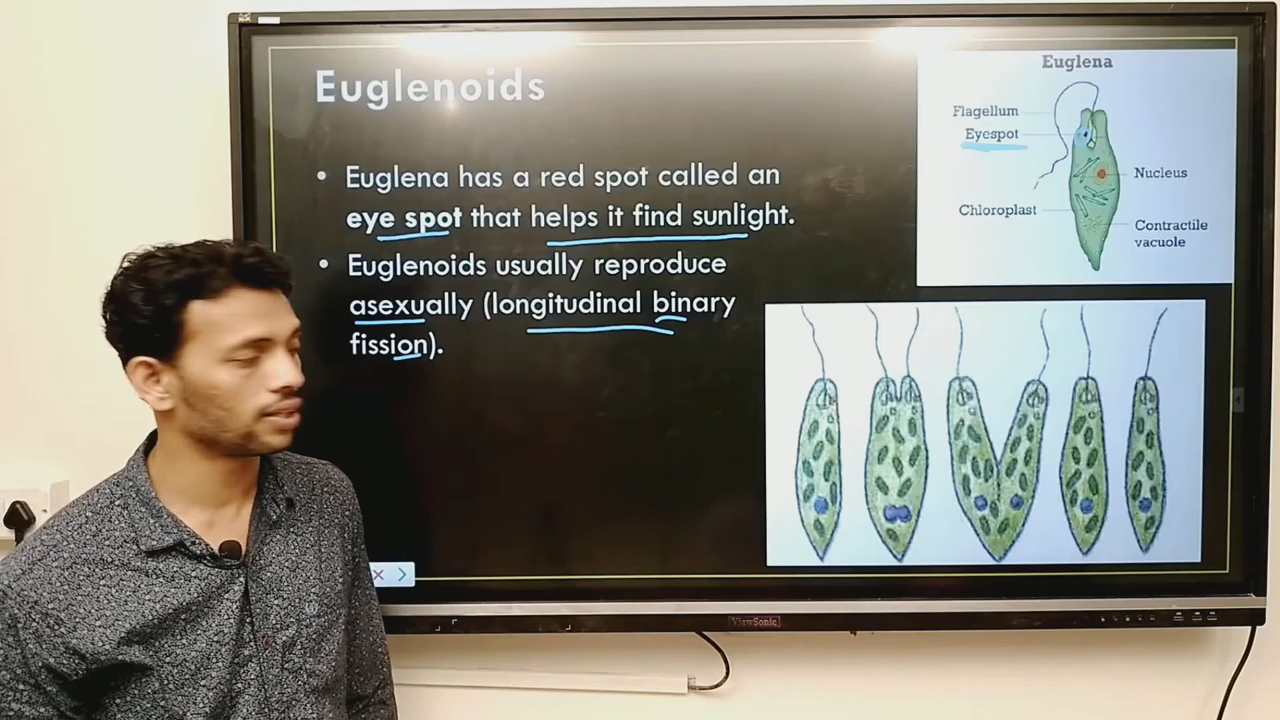 Euglenoids
• Euglena has a red spot called an
eye spot that helps it find sunlight.
• Euglenoids usually reproduce
asexually (longitudinal binary
fission).
Euglena
Flagellum
Eyespot
Nucleus
Chloroplast
Contractile
vacuole
ViewSonic